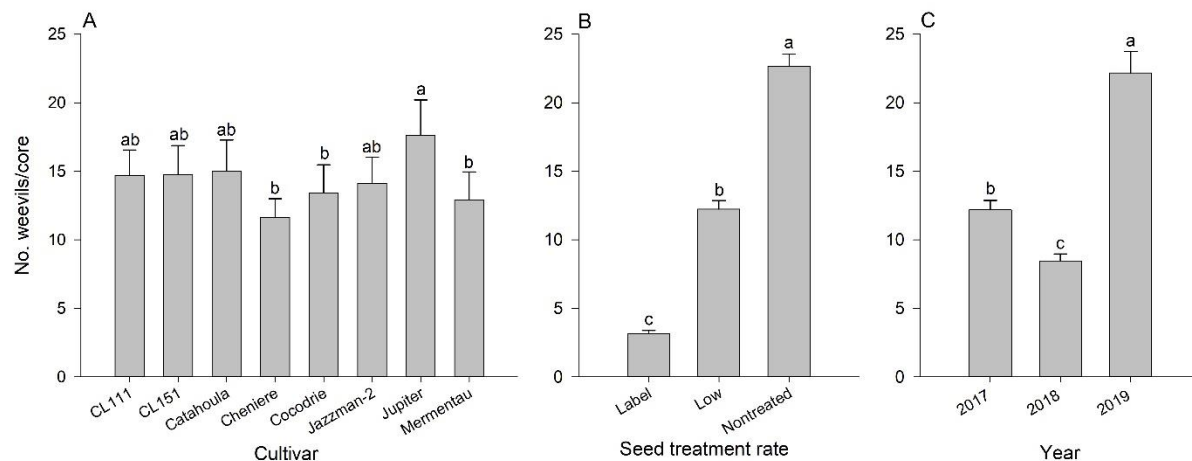 A
25
20
15
10
5
0
No. weevils/core
ab
ab
ab
b
b
ab
a
b
CL111
CL151
Catahoula
Cheniere
Cocodrie
Jazzman-2
Jupiter
Mermentau
Cultivar
B
25
20
15
10
5
0
c
b
a
Label
Low
Nontreated
Seed treatment rate
C
25
20
15
10
5
0
b
c
a
2017
2018
2019
Year